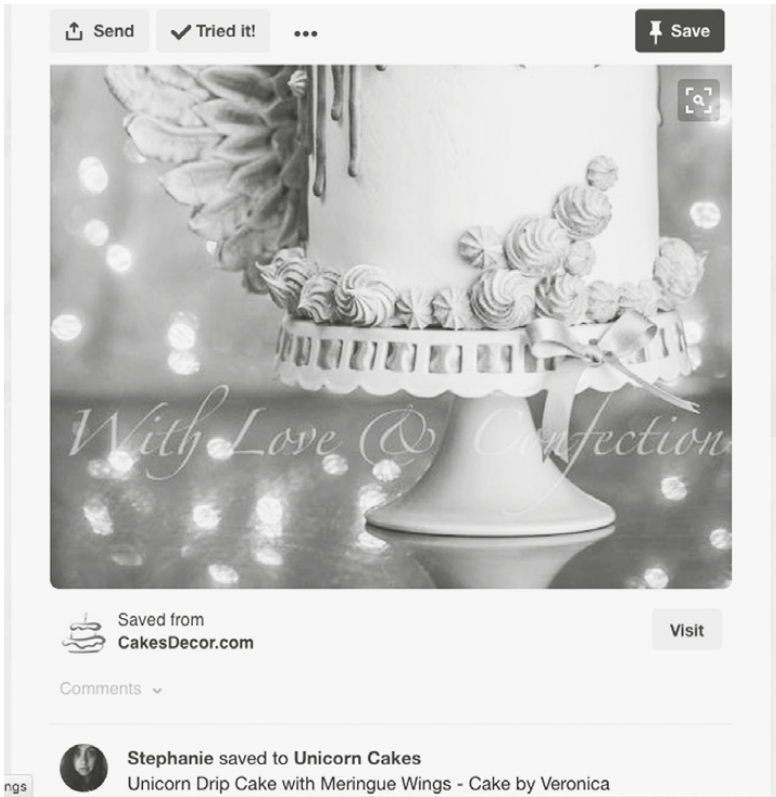 Send Tried it! Save
With Love & Confection
Saved from
CakesDecor.com
Visit
Comments
Stephanie saved to Unicorn Cakes
Unicorn Drip Cake with Meringue Wings - Cake by Veronica
ngs